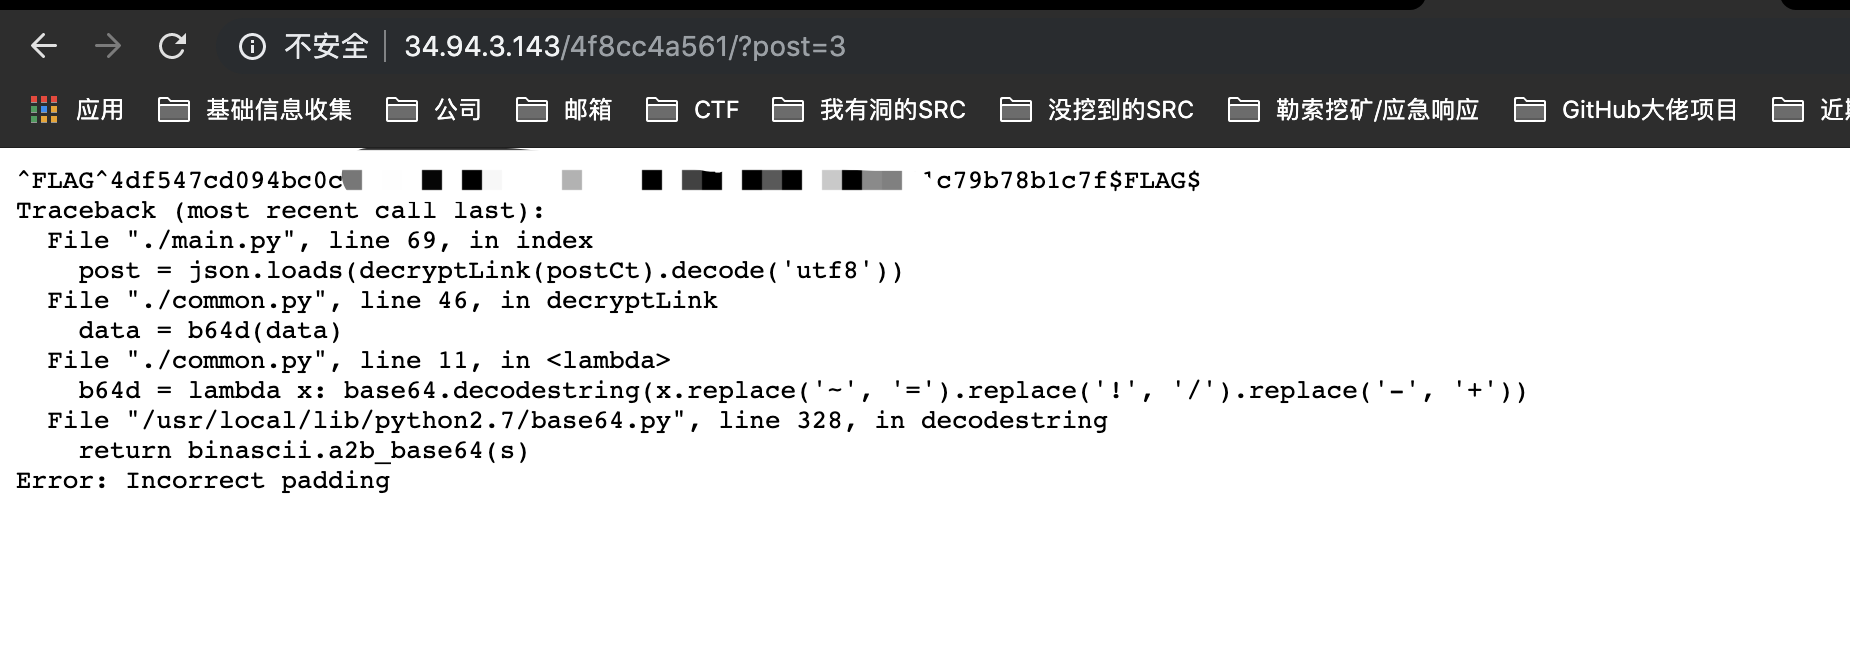 不安全 34.94.3.143/4f8cc4a561/?post=3
应用 基础信息收集 公司 邮箱 CTF 我有洞的SRC 没挖到的SRC 勒索挖矿/应急响应 GitHub大佬项目 近
^FLAG^4df547cd094bc0c c79b78b1c7f$FLAG$
Traceback (most recent call last):
  File "./main.py", line 69, in index
    post = json.loads(decryptLink(postCt).decode('utf8'))
  File "./common.py", line 46, in decryptLink
    data = b64d(data)
  File "./common.py", line 11, in <lambda>
    b64d = lambda x: base64.decodestring(x.replace('~', '=').replace('!', '/').replace('-', '+'))
  File "/usr/local/lib/python2.7/base64.py", line 328, in decodestring
    return binascii.a2b_base64(s)
Error: Incorrect padding